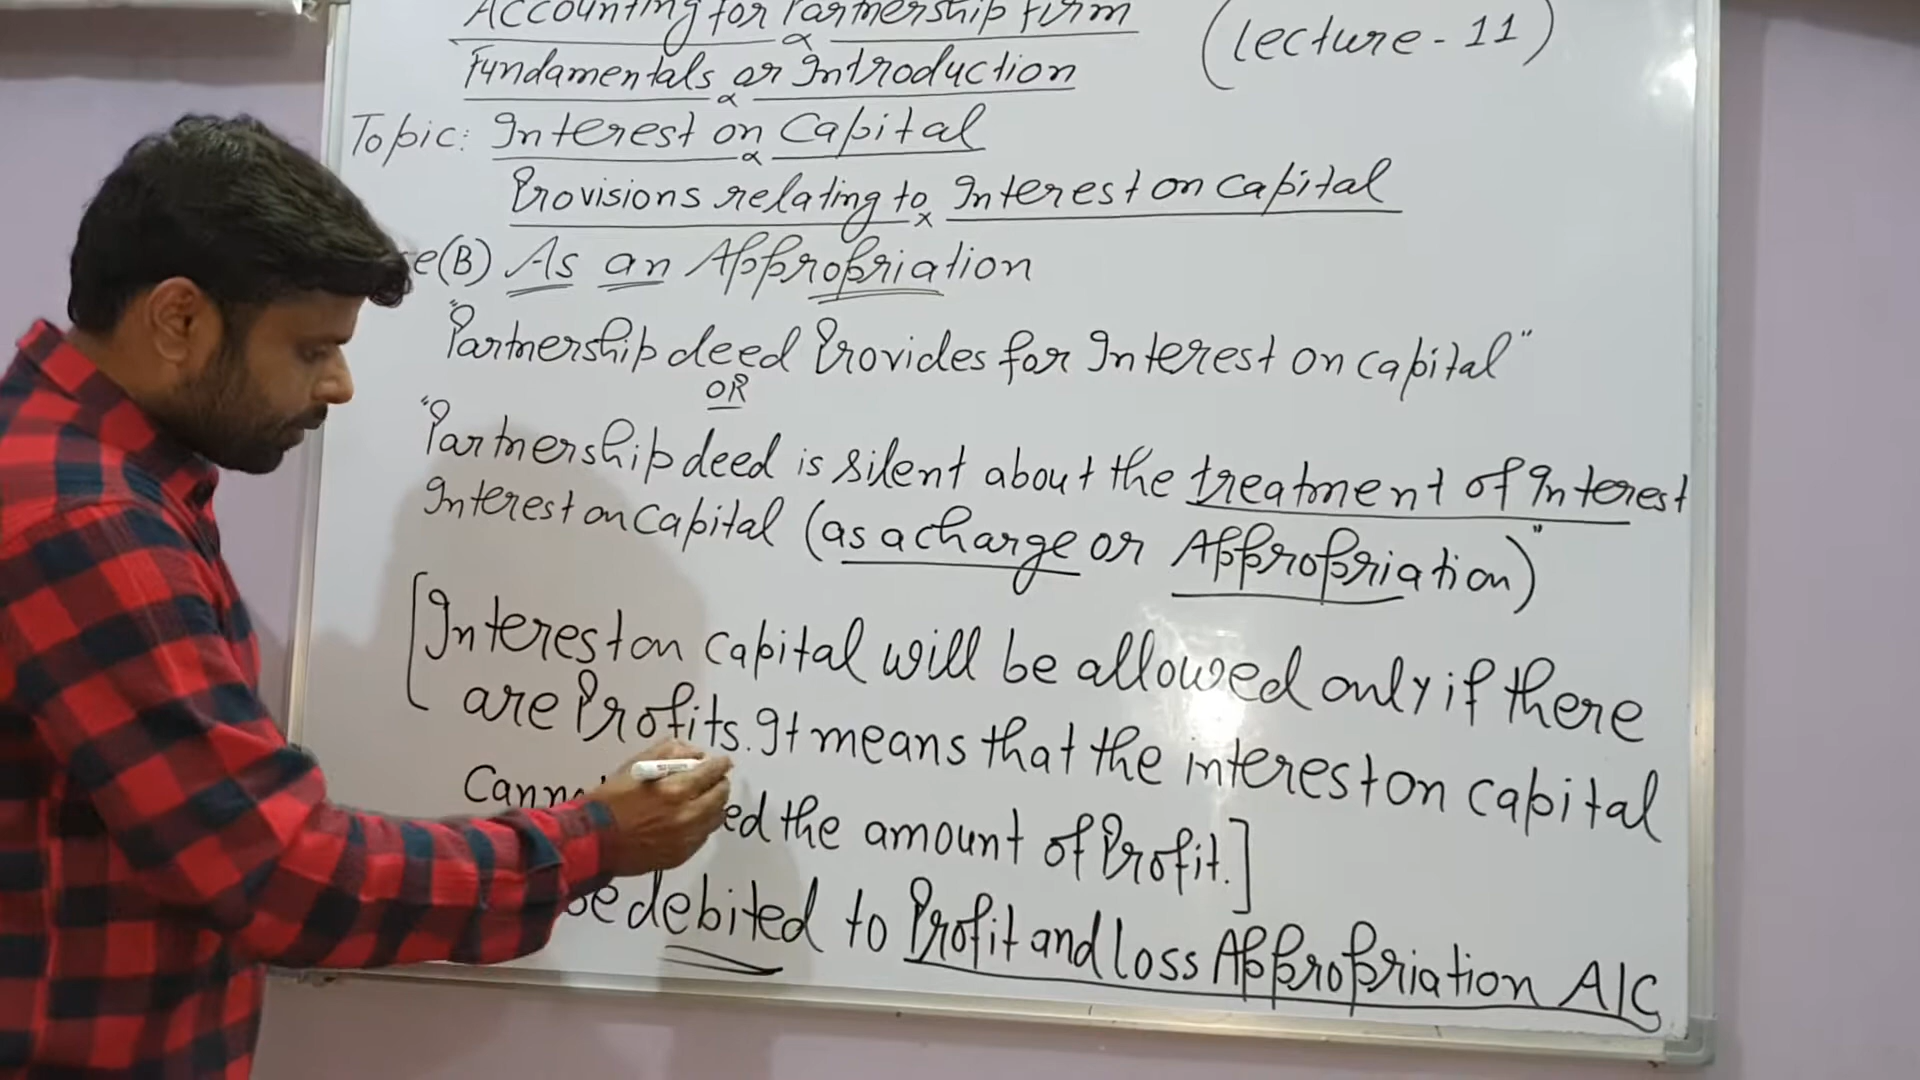 Accounting for Partnership Firm
(Lecture - 11)
Fundamentals or Introduction
Topic: Interest on Capital
Provisions relating to Interest on Capital
e(B) As an Appropriation
"Partnership deed Provides for Interest on capital"
OR
"Partnership deed is silent about the treatment of Interest
Interest on capital (as a charge or Appropriation)"
[Interest on capital will be allowed only if there
are Profits. It means that the interest on capital
Cann ed the amount of Profit.]
be debited to Profit and loss Appropriation A/C